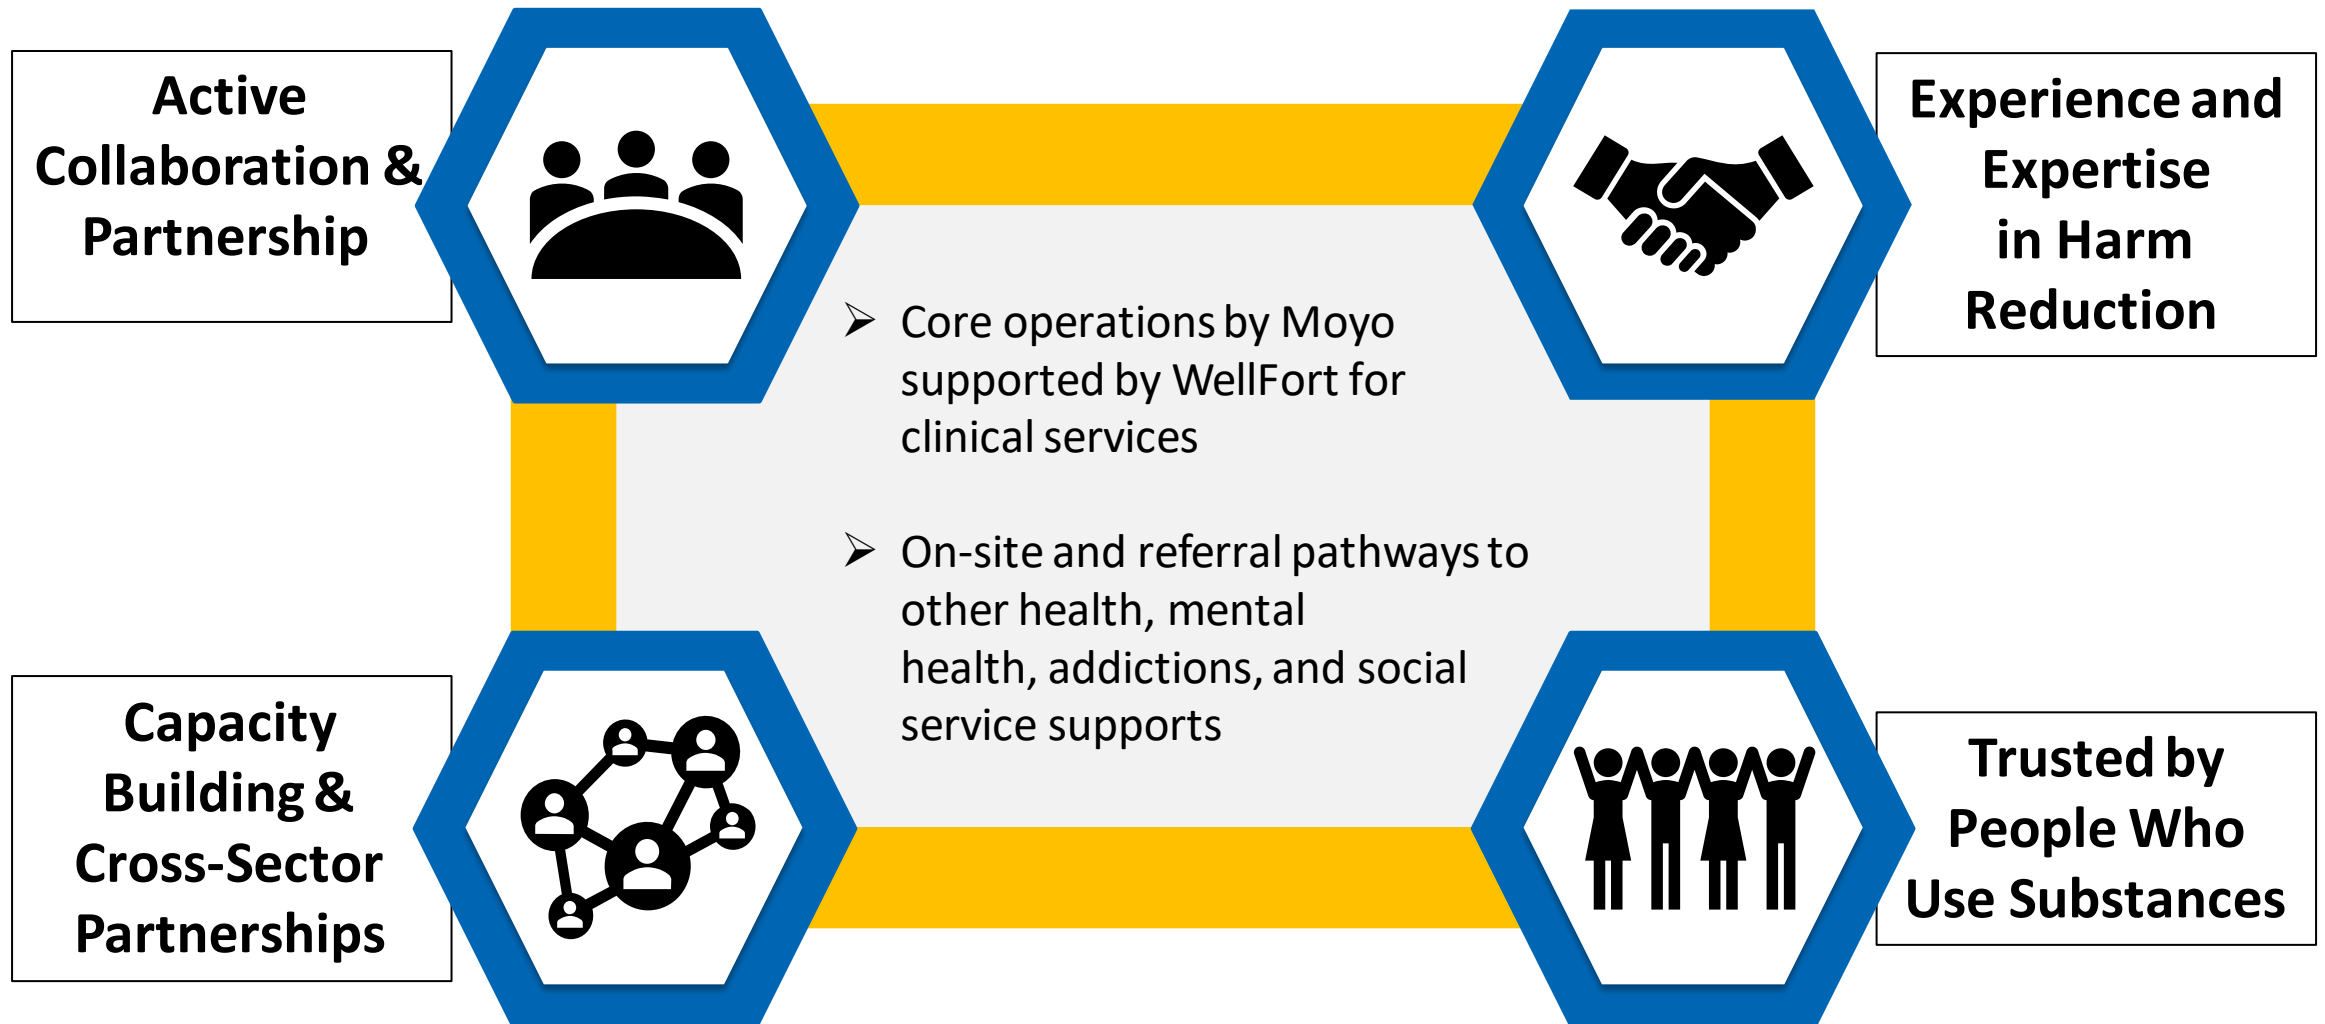 Active
Collaboration &
Partnership
Experience and
Expertise
in Harm
Reduction
➢ Core operations by Moyo
supported by WellFort for
clinical services
➢ On-site and referral pathways to
other health, mental
health, addictions, and social
service supports
Capacity
Building &
Cross-Sector
Partnerships
Trusted by
People Who
Use Substances